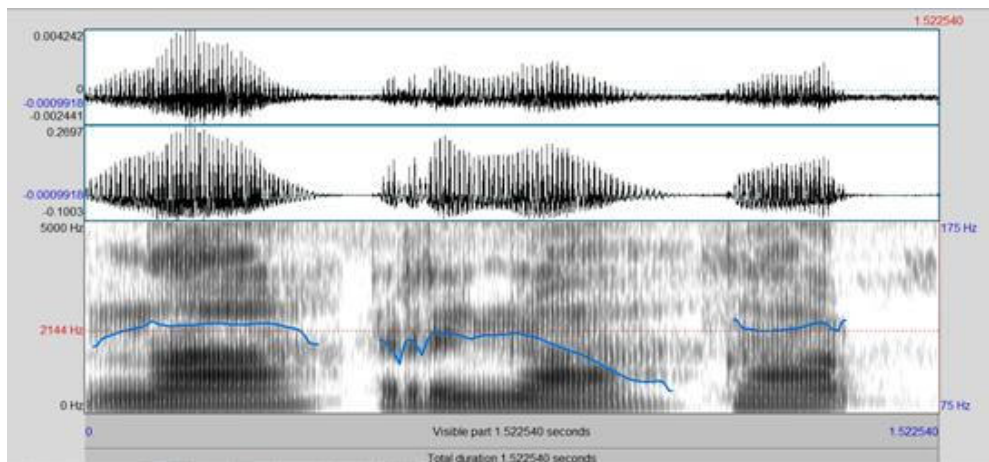 1.522540
0.004242
0
-0.0009918
-0.002441
0.2697
-0.0009918
-0.1003
5000 Hz 175 Hz
2144 Hz
0 Hz 75 Hz
0 Visible part 1.522540 seconds 1.522540
Total duration 1.522540 seconds